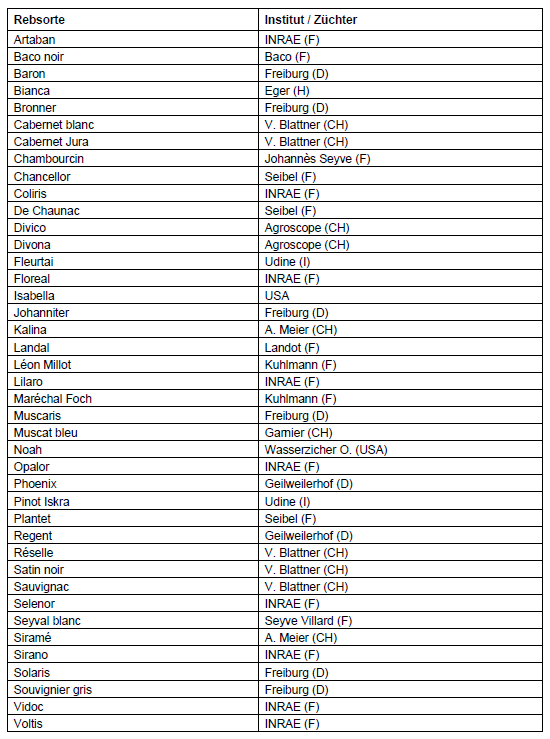 Rebsorte Institut / Züchter
Artaban INRAE (F)
Baco noir Baco (F)
Baron Freiburg (D)
Bianca Eger (H)
Bronner Freiburg (D)
Cabernet blanc V. Blattner (CH)
Cabernet Jura V. Blattner (CH)
Chambourcin Johannès Seyve (F)
Chancellor Seibel (F)
Coliris INRAE (F)
De Chaunac Seibel (F)
Divico Agroscope (CH)
Divona Agroscope (CH)
Fleurtai Udine (I)
Floreal INRAE (F)
Isabella USA
Johanniter Freiburg (D)
Kalina A. Meier (CH)
Landal Landot (F)
Léon Millot Kuhlmann (F)
Lilaro INRAE (F)
Maréchal Foch Kuhlmann (F)
Muscaris Freiburg (D)
Muscat bleu Garnier (CH)
Noah Wasserzicher O. (USA)
Opalor INRAE (F)
Phoenix Geilweilerhof (D)
Pinot Iskra Udine (I)
Plantet Seibel (F)
Regent Geilweilerhof (D)
Réselle V. Blattner (CH)
Satin noir V. Blattner (CH)
Sauvignac V. Blattner (CH)
Selenor INRAE (F)
Seyval blanc Seyve Villard (F)
Siramé A. Meier (CH)
Sirano INRAE (F)
Solaris Freiburg (D)
Souvignier gris Freiburg (D)
Vidoc INRAE (F)
Voltis INRAE (F)